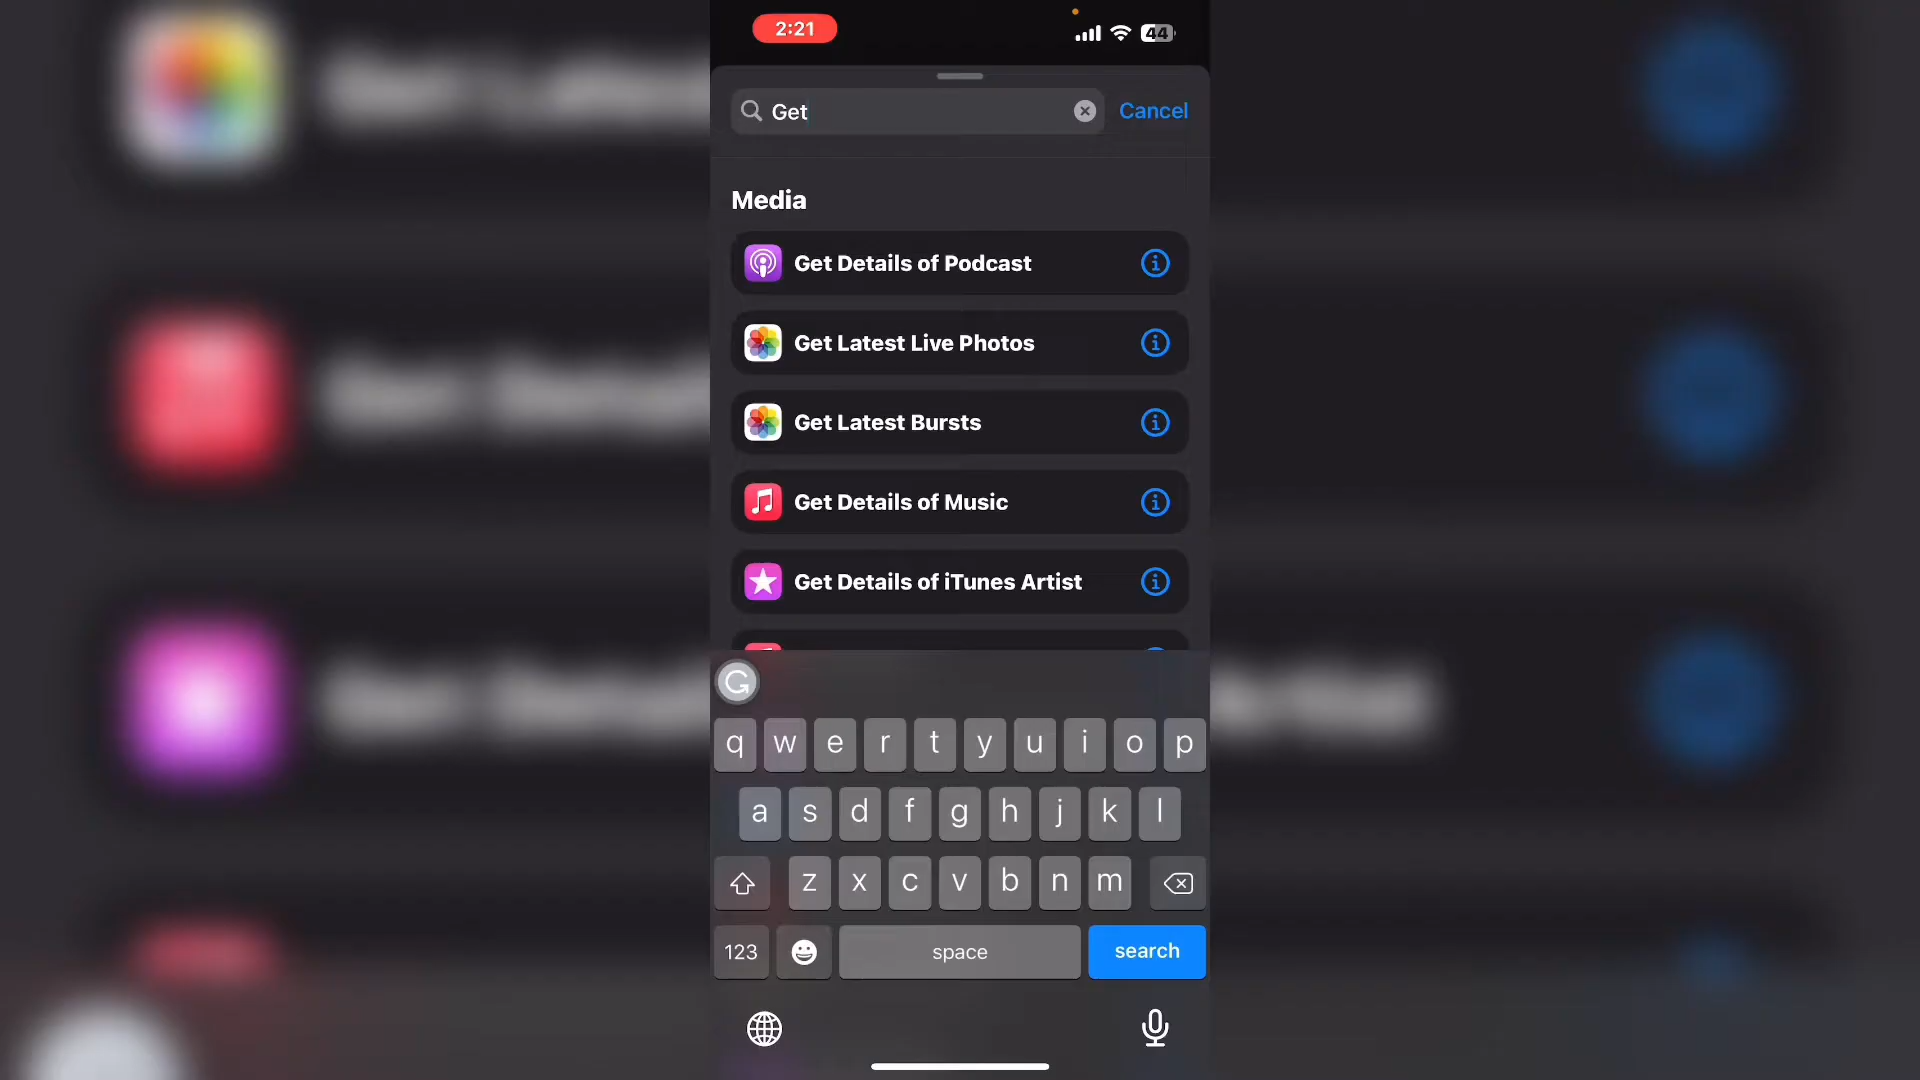 2:21
44
Get
Cancel
Media
Get Details of Podcast
Get Latest Live Photos
Get Latest Bursts
Get Details of Music
Get Details of iTunes Artist
q w e r t y u i o p
a s d f g h j k l
z x c v b n m
123
space
search